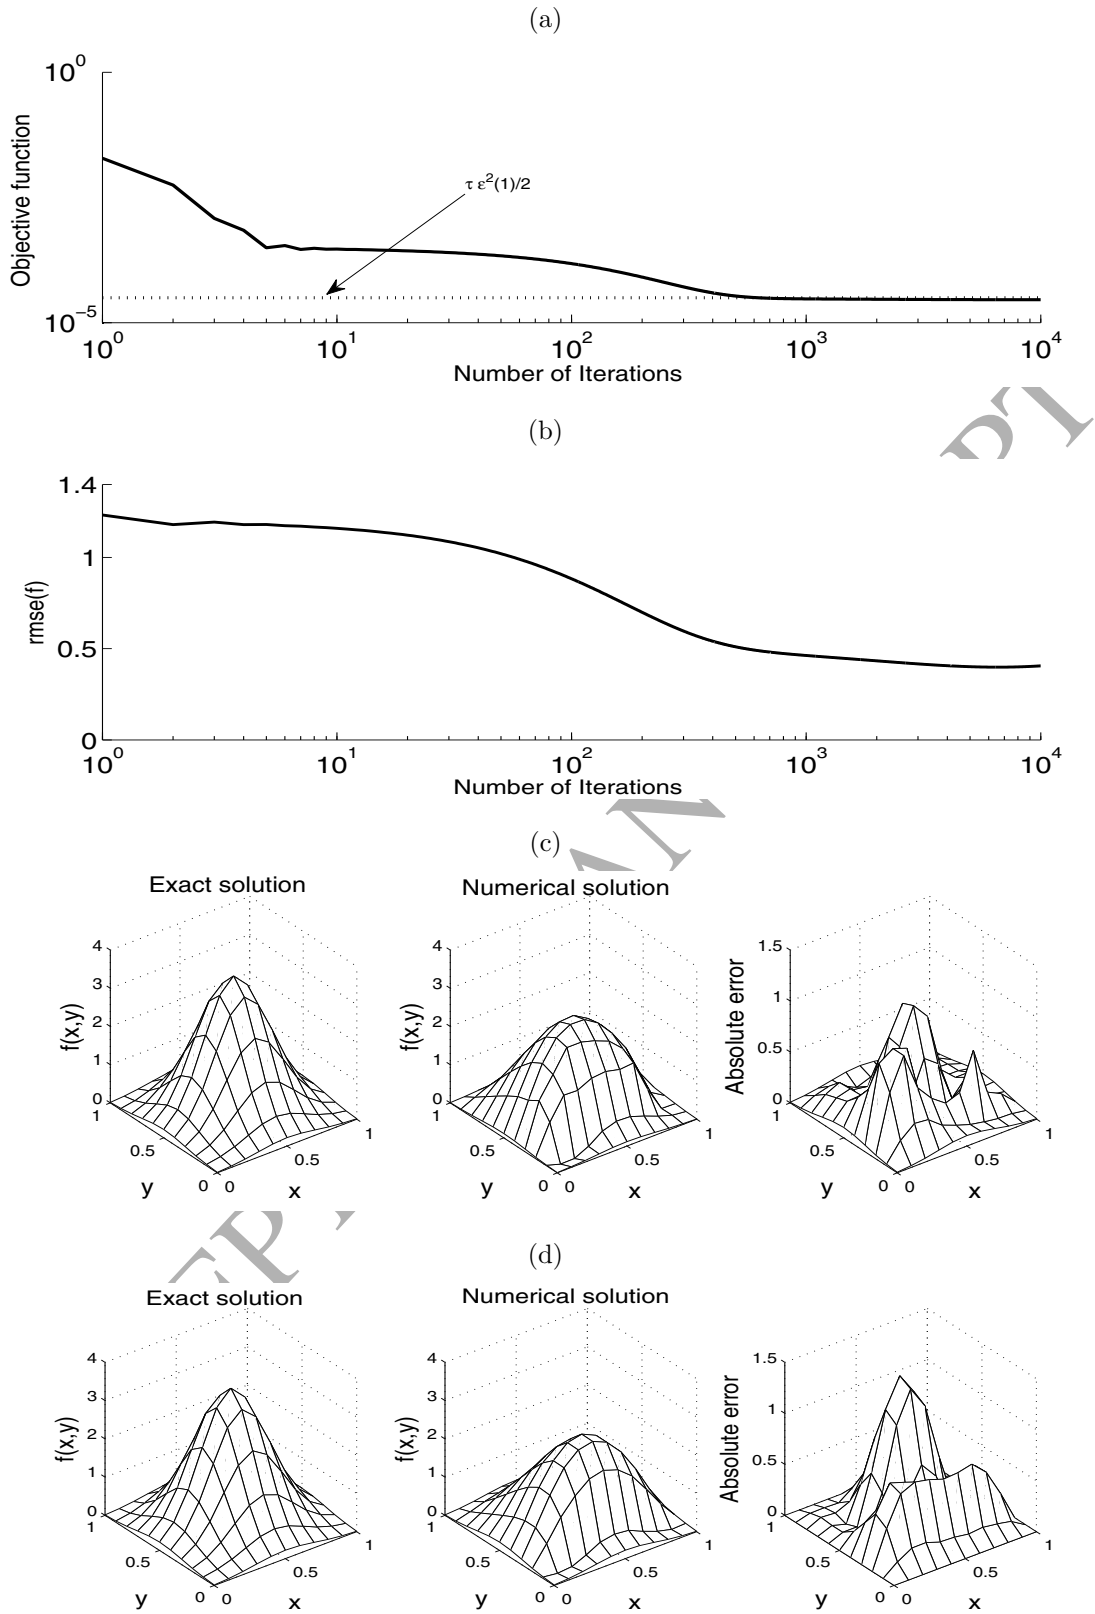 (a)
10^0
Objective function
τ ε^2(1)/2
10^-5
10^0 10^1 10^2 10^3 10^4
Number of Iterations
(b)
1.4
1
rmse(f)
0.5
0
10^0 10^1 10^2 10^3 10^4
Number of Iterations
(c)
Exact solution
4
3
2
1
0
f(x,y)
1
0.5
0
y
0
0.5
1
x
Numerical solution
4
3
2
1
0
f(x,y)
1
0.5
0
y
0
0.5
1
x
1.5
1
0.5
0
Absolute error
1
0.5
0
y
0
0.5
1
x
(d)
Exact solution
4
3
2
1
0
f(x,y)
1
0.5
0
y
0
0.5
1
x
Numerical solution
4
3
2
1
0
f(x,y)
1
0.5
0
y
0
0.5
1
x
1.5
1
0.5
0
Absolute error
1
0.5
0
y
0
0.5
1
x